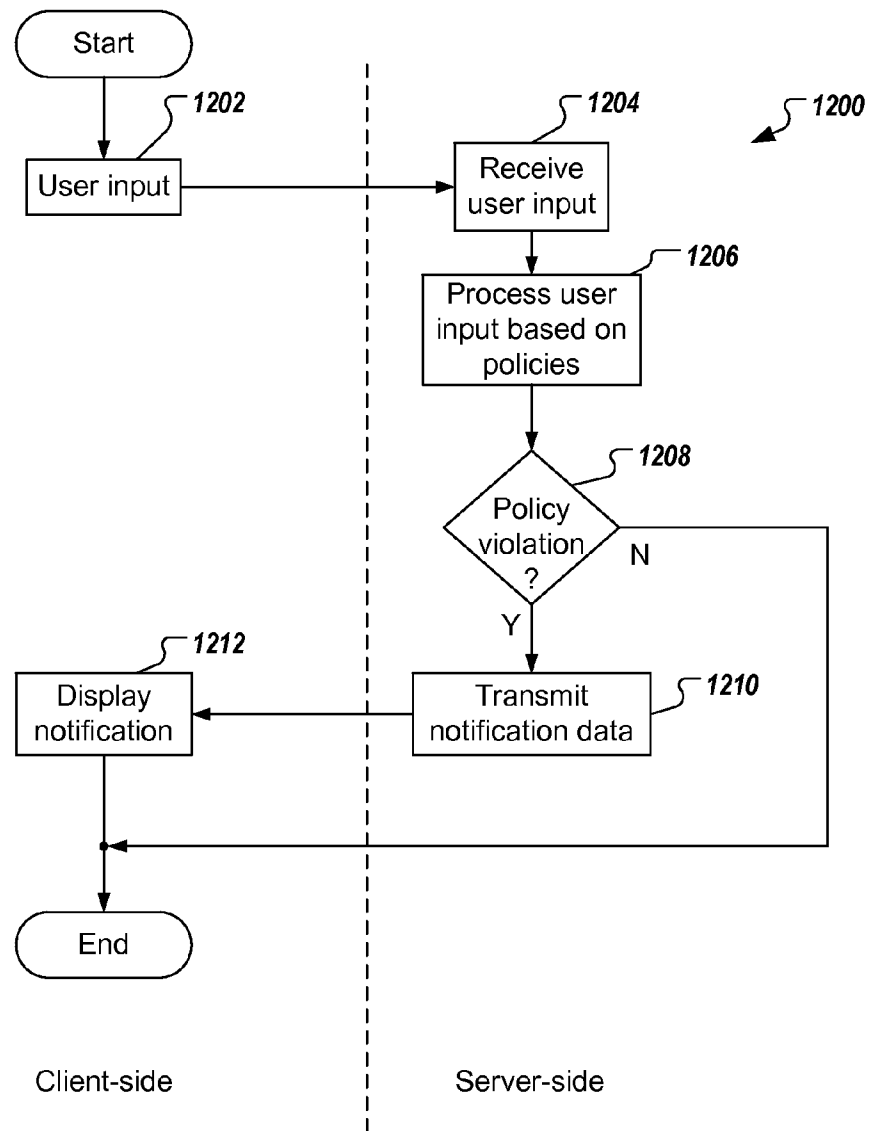 Start
1202
User input
1204
1200
Receive
user input
1206
Process user
input based on
policies
1208
Policy
violation
?
N
Y
1212
Display
notification
1210
Transmit
notification data
End
Client-side
Server-side